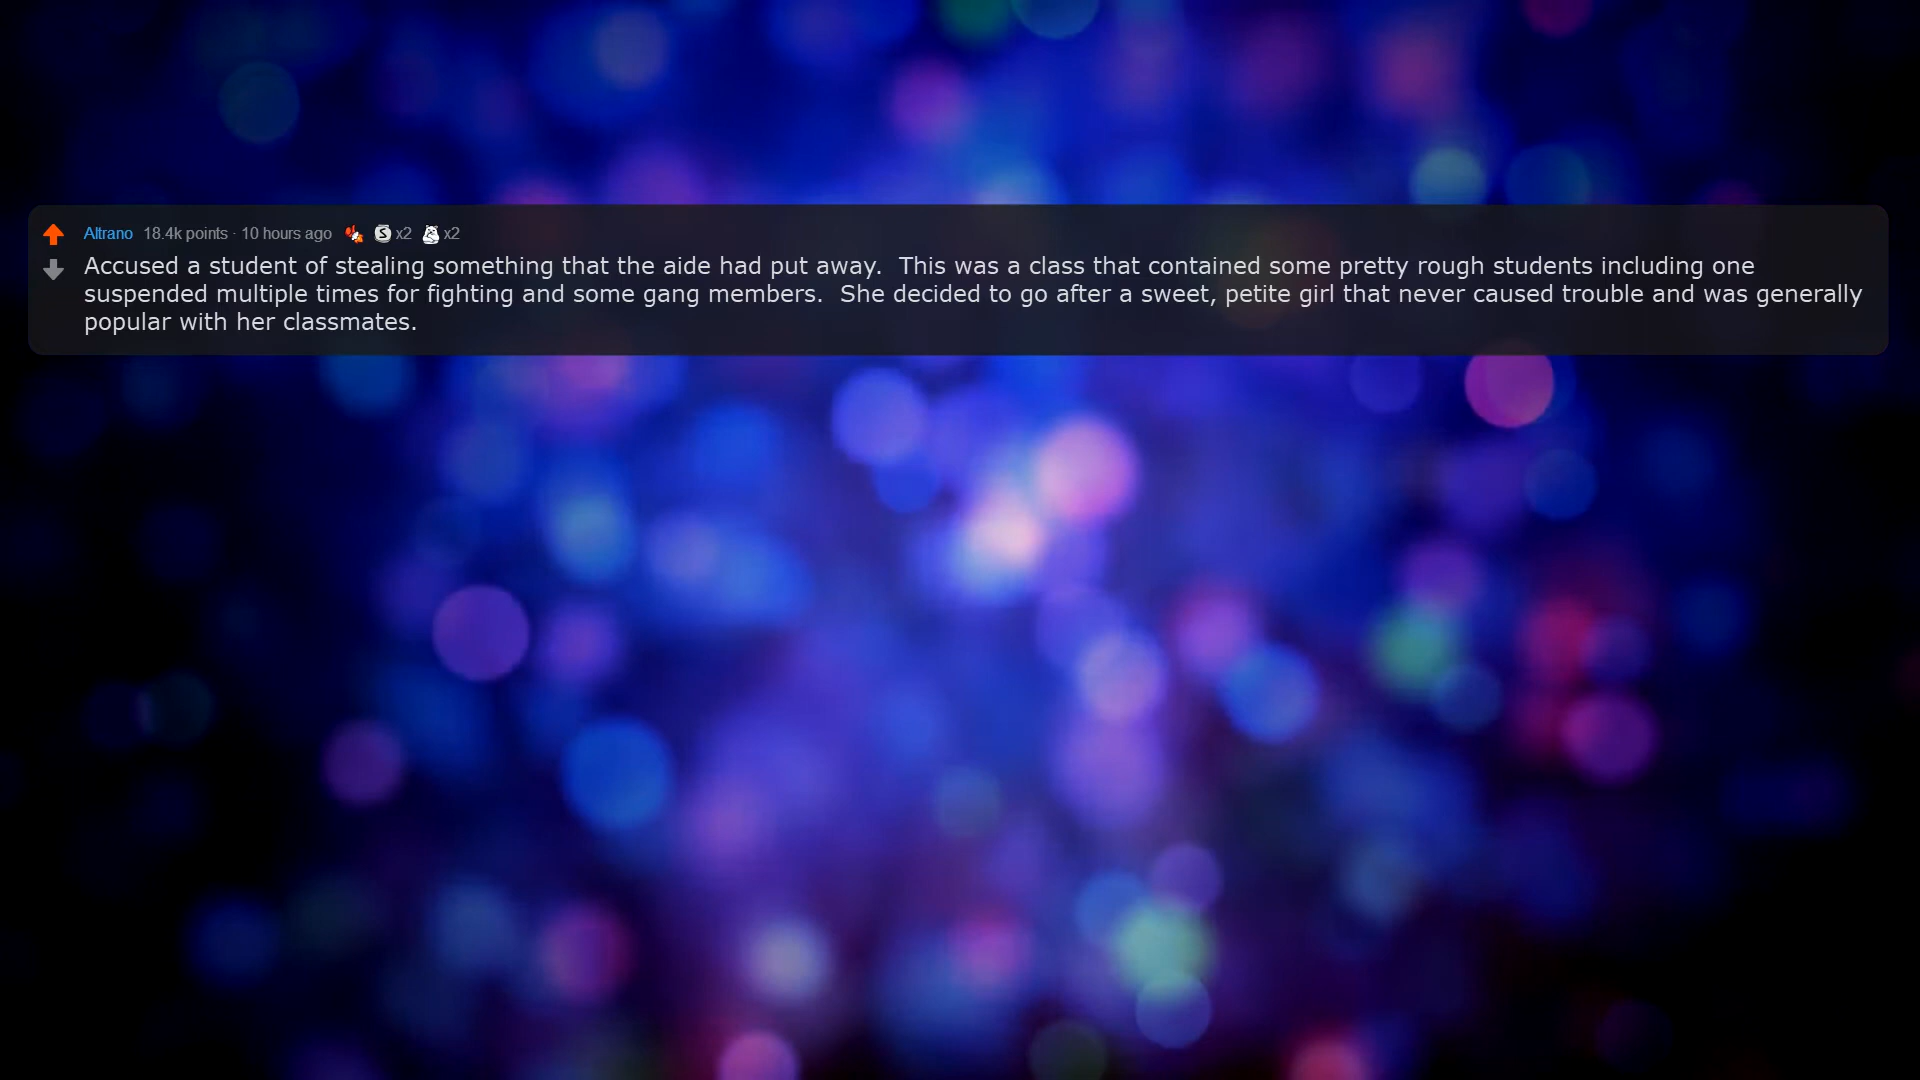 Altrano 18.4k points · 10 hours ago x2 x2
Accused a student of stealing something that the aide had put away.  This was a class that contained some pretty rough students including one
suspended multiple times for fighting and some gang members.  She decided to go after a sweet, petite girl that never caused trouble and was generally
popular with her classmates.